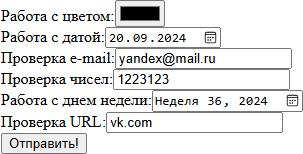 Работа с цветом:
Работа с датой: 20.09.2024
Проверка e-mail: yandex@mail.ru
Проверка чисел: 1223123
Работа с днем недели: Неделя 36, 2024
Проверка URL: vk.com
Отправить!